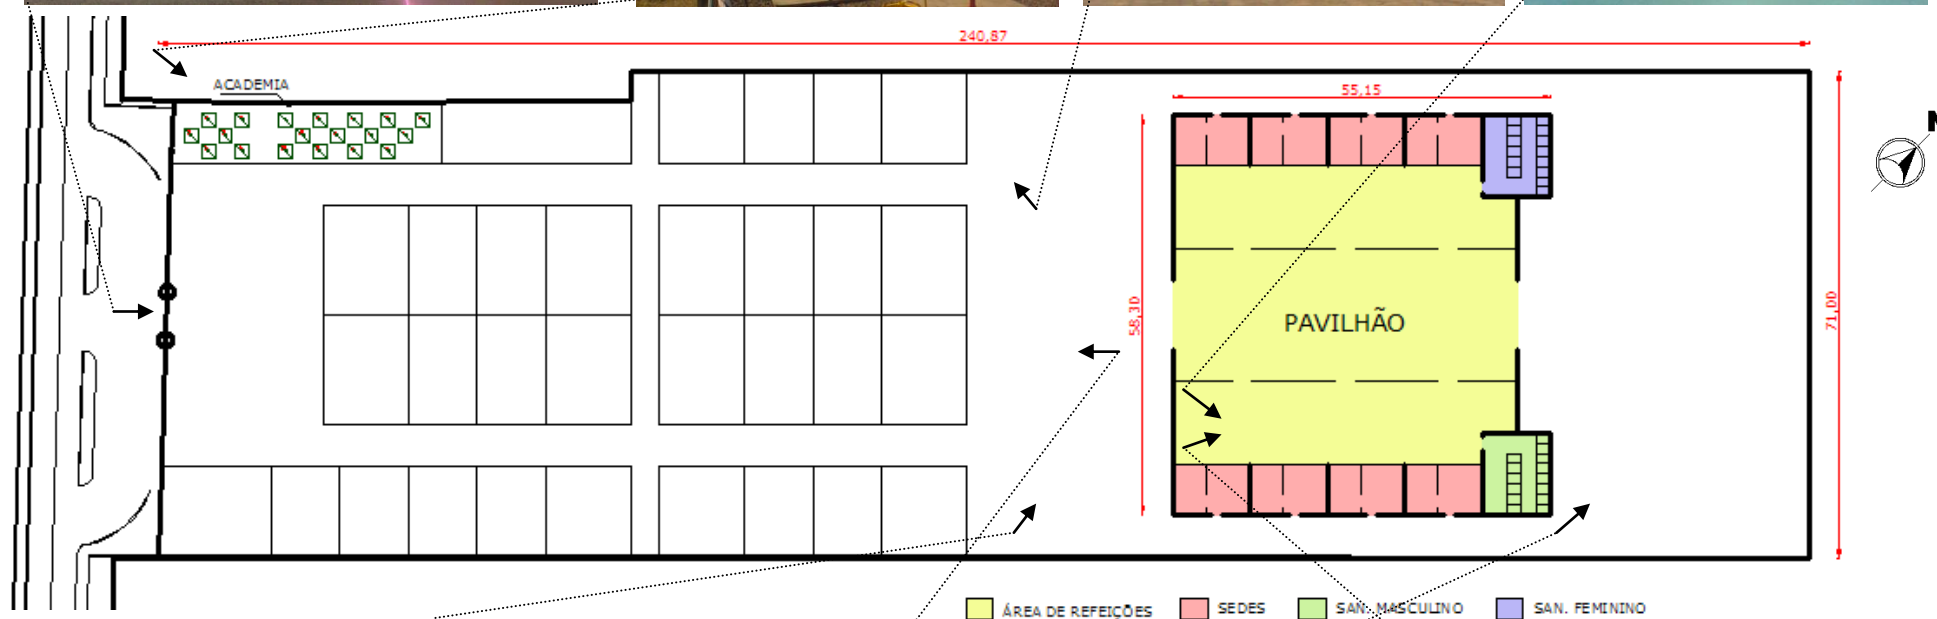 240,87
ACADEMIA
55,15
N
58,30
PAVILHÃO
71,00
ÁREA DE REFEIÇÕES
SEDES
SAN. MASCULINO
SAN. FEMININO